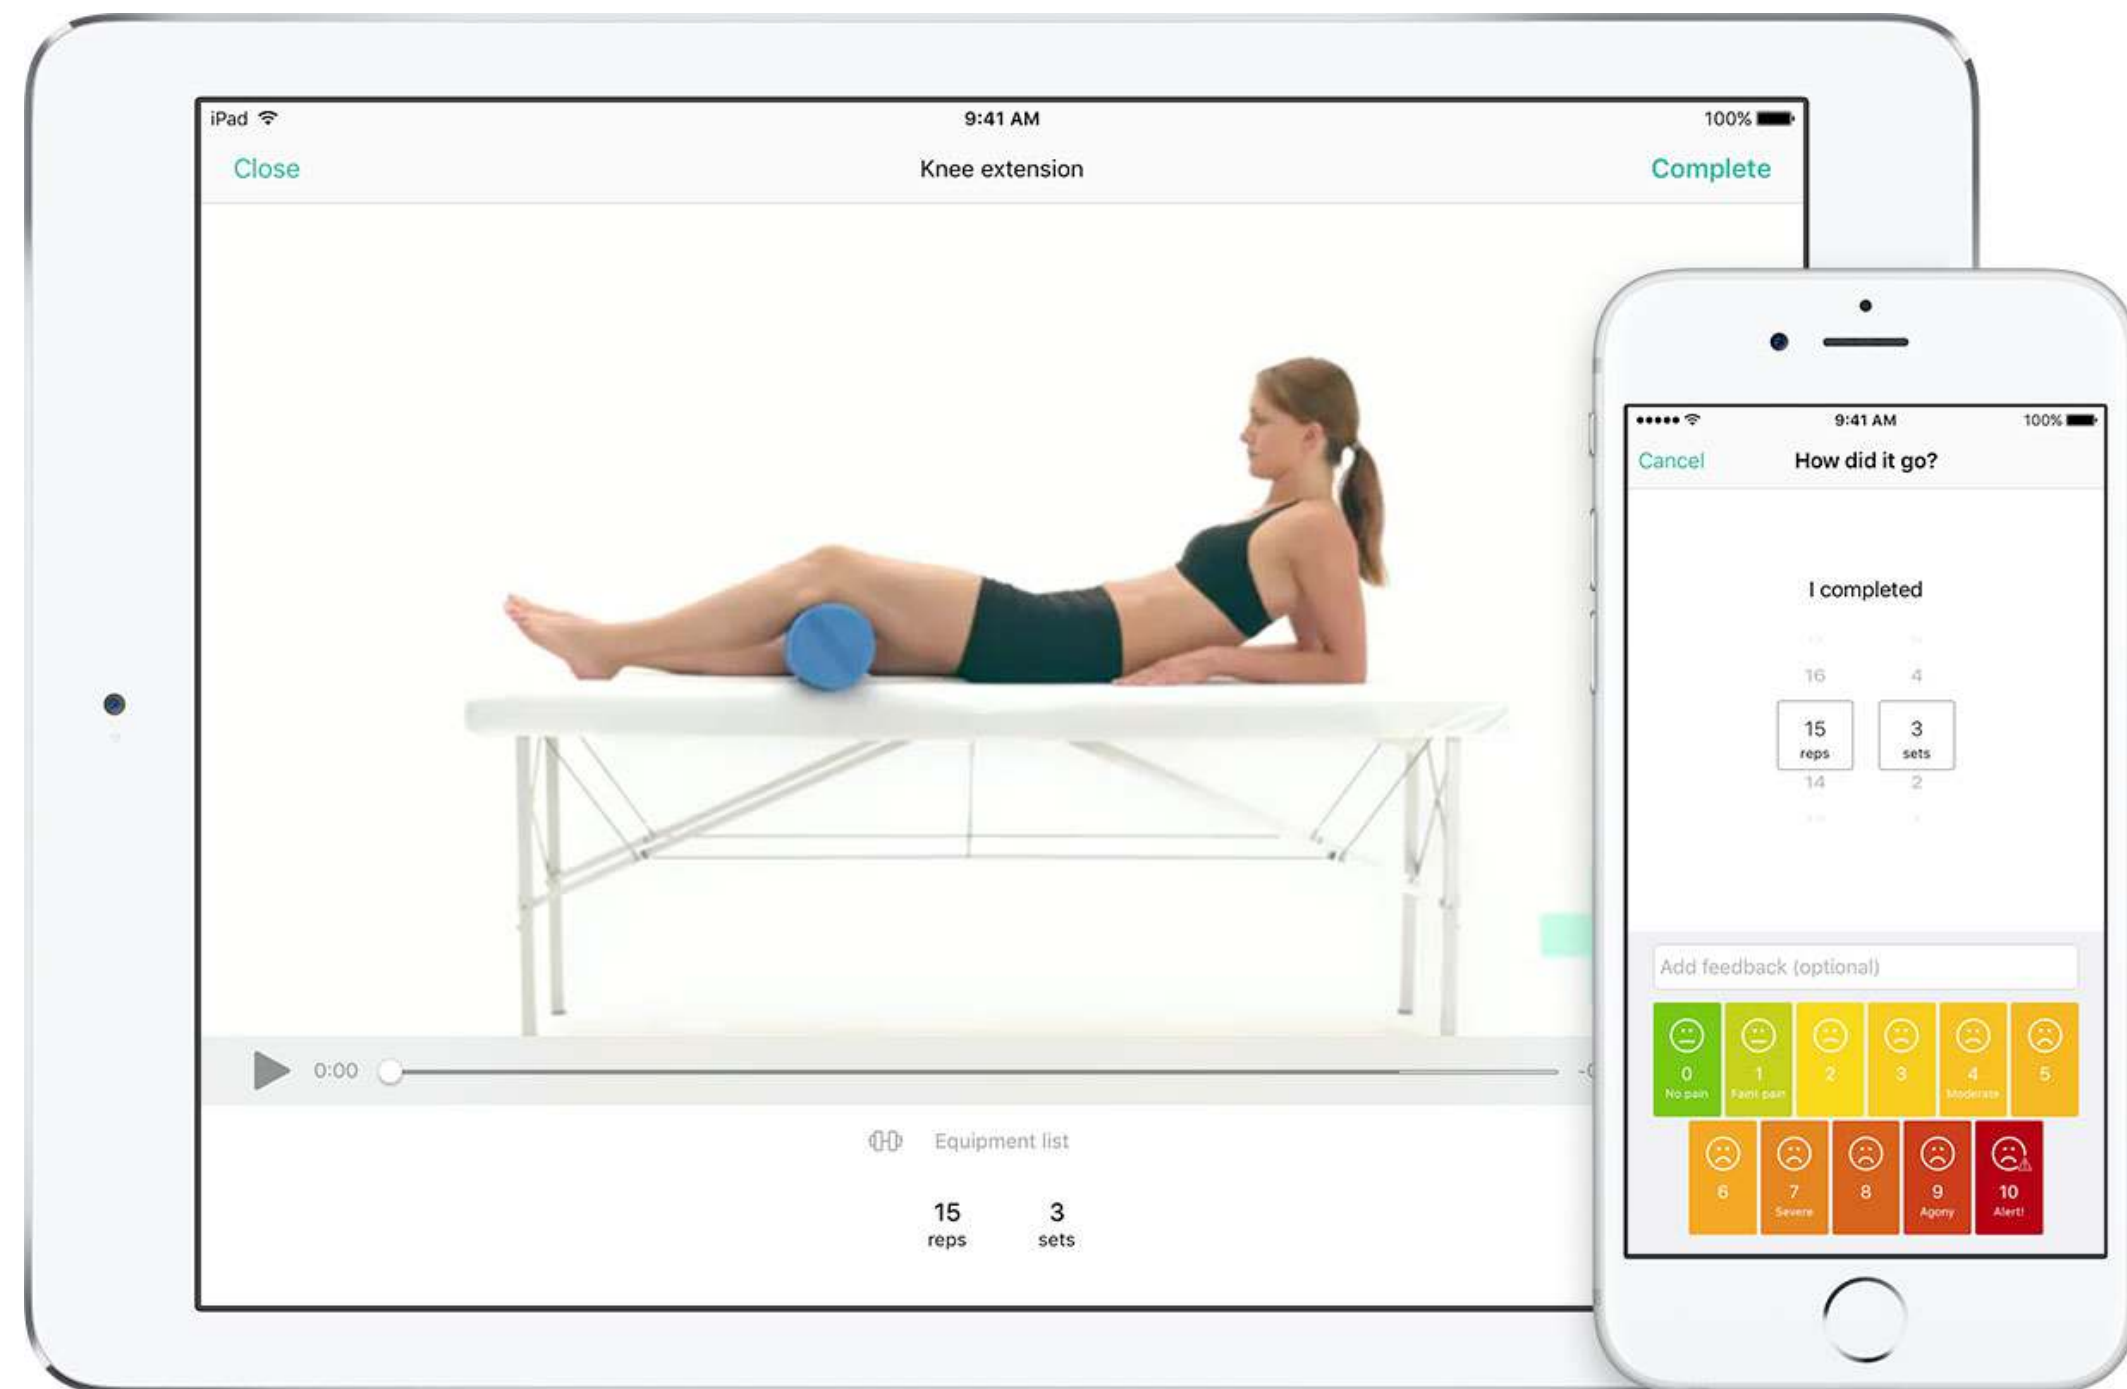 iPad 9:41 AM 100%
Close Knee extension Complete
0:00
Equipment list
15 3
reps sets
9:41 AM 100%
Cancel How did it go?
I completed
16 4
15 3
reps sets
14 2
Add feedback (optional)
0 1 2 3 4 5
No pain Faint pain Moderate
6 7 8 9 10
Severe Agony Alert!